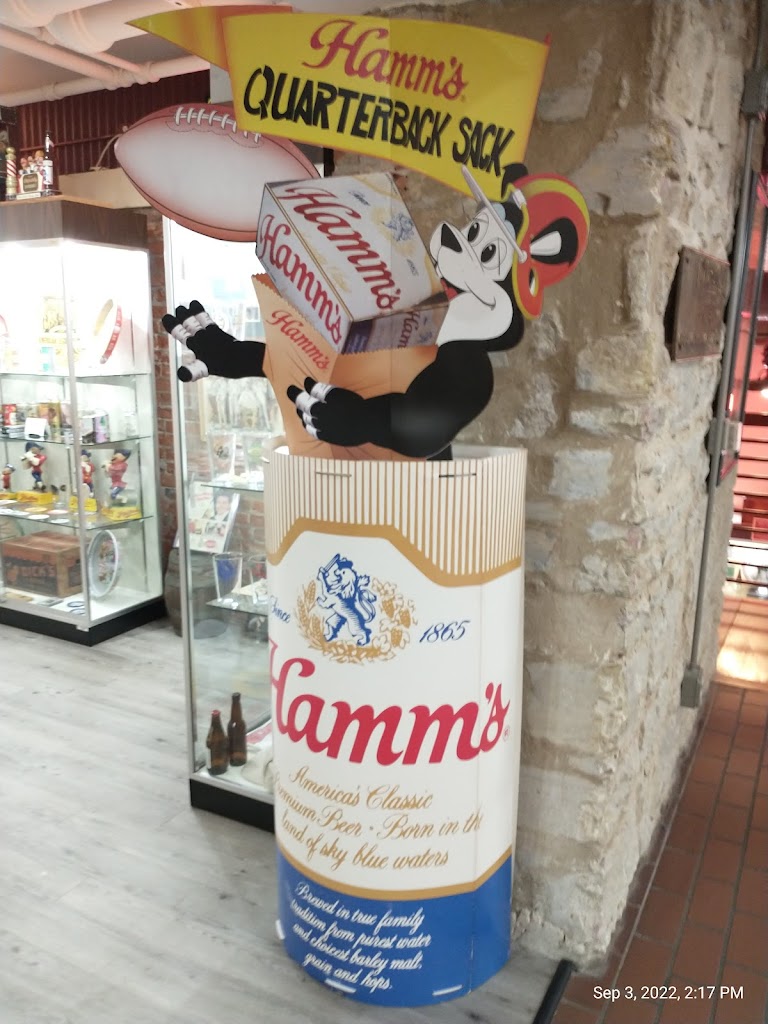 Hamm's
QUARTERBACK SACK
Hamm's
Hamm's
Hamm's
Since
1865
Hamm's®
America's Classic
Premium Beer • Born in the
land of sky blue waters
Brewed in true family
tradition from purest water
and choicest barley malt,
grain and hops.
DICK'S
Sep 3, 2022, 2:17 PM